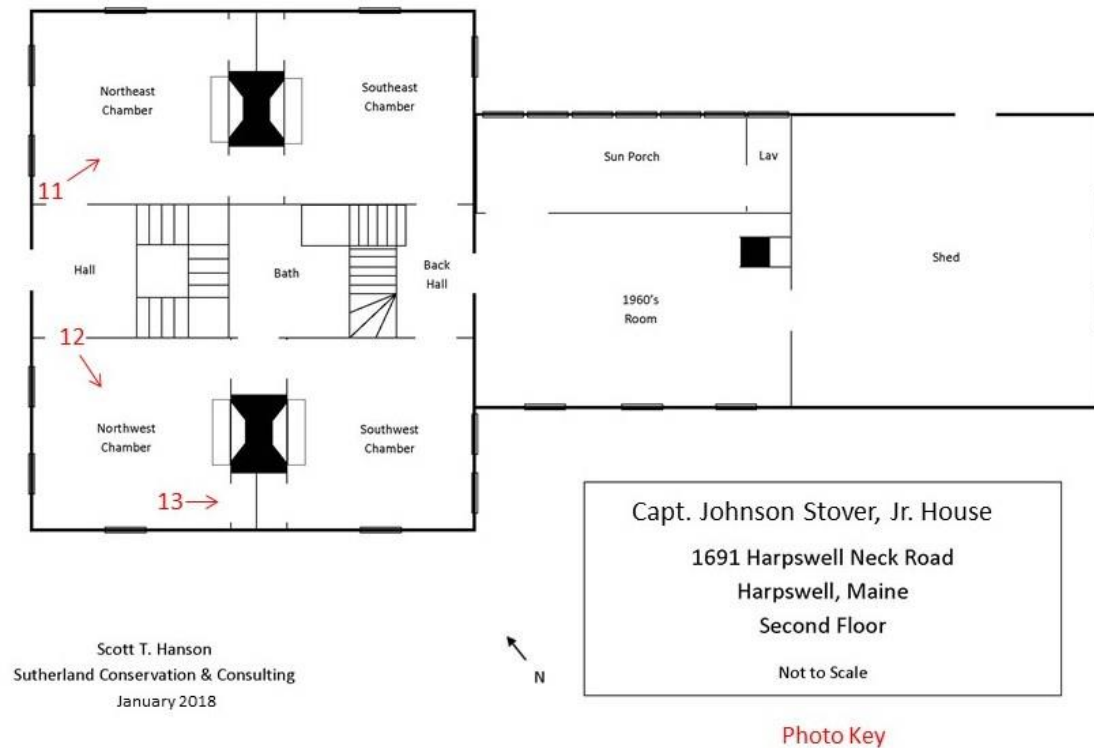 Northeast
Chamber
Southeast
Chamber
Sun Porch
Lav
11
Hall
Bath
Back
Hall
Shed
1960's
Room
12
Northwest
Chamber
Southwest
Chamber
13
Capt. Johnson Stover, Jr. House
1691 Harpswell Neck Road
Harpswell, Maine
Second Floor
Not to Scale
Scott T. Hanson
Sutherland Conservation & Consulting
January 2018
N
Photo Key